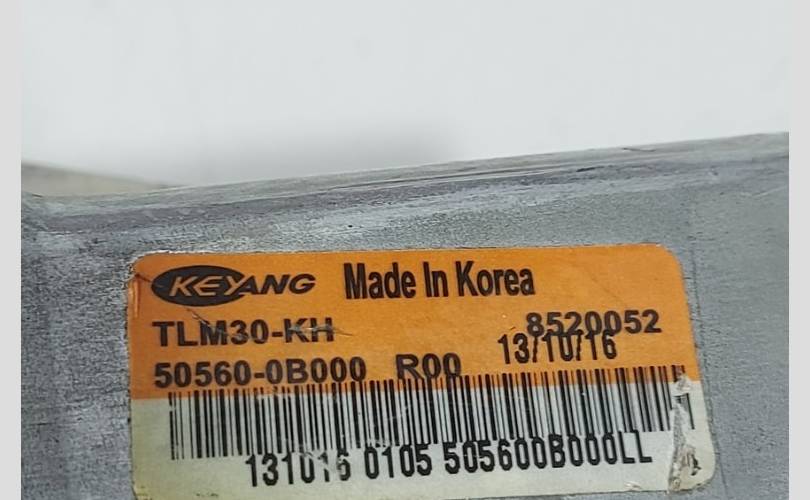 KEYANG Made In Korea
TLM30-KH 8520052
13/10/16
50560-0B000 R00
131016 0105 505600B000LL